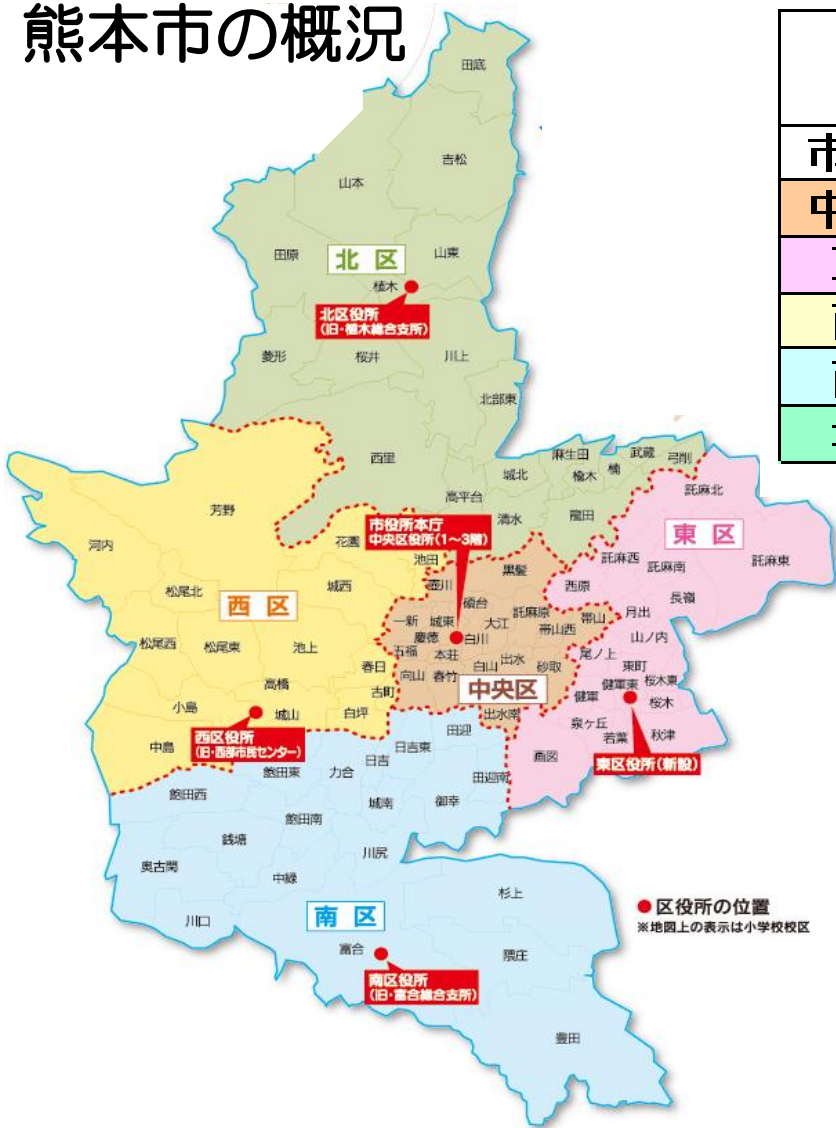 熊本市の概況
市
中
田底
吉松
山本
田原
北区
山東
植木
北区役所
(旧・植木総合支所)
菱形
桜井
川上
北部東
西里
城北
麻生田
楡木
楠
武蔵
弓削
高平台
清水
龍田
託麻北
芳野
河内
花園
市役所本庁
中央区役所(1~3階)
池田
黒髪
東区
託麻西
託麻南
託麻東
西原
長嶺
松尾北
城西
西区
壺川
碩台
託麻原
帯山
月出
一新
城東
大江
帯山西
山ノ内
松尾西
松尾東
池上
慶徳
白川
五福
本荘
出水
尾ノ上
東町
春日
向山
春竹
白山
砂取
健軍東
桜木東
高橋
古町
中央区
健軍
桜木
小島
城山
白坪
出水南
泉ヶ丘
若葉
秋津
中島
西区役所
(旧・西部市民センター)
田迎
日吉東
日吉
画図
東区役所(新設)
飽田東
力合
田迎南
飽田西
城南
御幸
飽田南
銭塘
川尻
奥古閑
中緑
川口
南区
杉上
富合
隈庄
南区役所
(旧・富合総合支所)
豊田
●区役所の位置
※地図上の表示は小学校校区